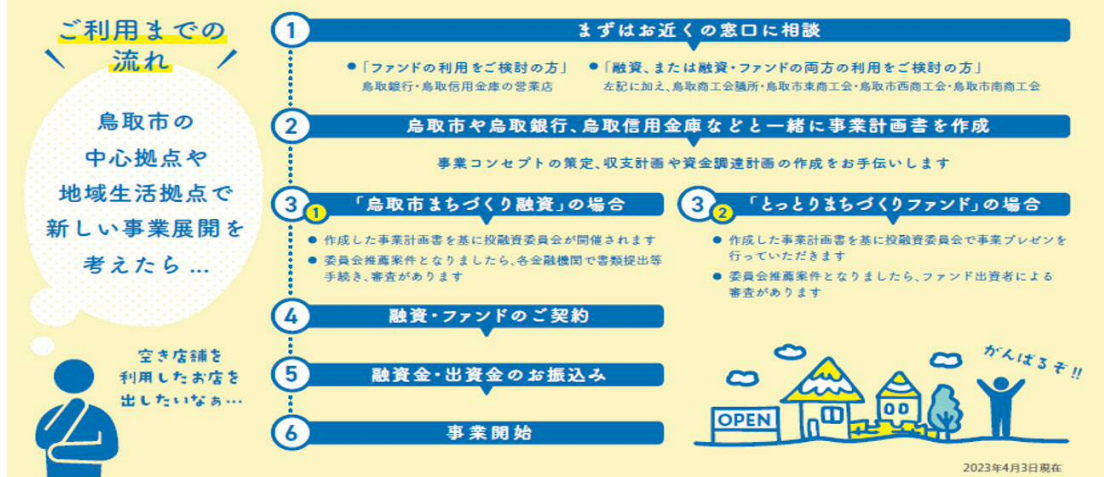 ご利用までの
流れ
鳥取市の
中心拠点や
地域生活拠点で
新しい事業展開を
考えたら…
空き店舗を
利用したお店を
出したいなぁ…
1 まずはお近くの窓口に相談
●「ファンドの利用をご検討の方」
鳥取銀行・鳥取信用金庫の営業店
●「融資、または融資・ファンドの両方の利用をご検討の方」
左記に加え、鳥取商工会議所・鳥取市東商工会・鳥取市西商工会・鳥取市南商工会
2 鳥取市や鳥取銀行、鳥取信用金庫などと一緒に事業計画書を作成
事業コンセプトの策定、収支計画や資金調達計画の作成をお手伝いします
3 1 「鳥取市まちづくり融資」の場合
● 作成した事業計画書を基に投融資委員会が開催されます
● 委員会推薦案件となりましたら、各金融機関で書類提出等
手続き、審査があります
3 2 「とっとりまちづくりファンド」の場合
● 作成した事業計画書を基に投融資委員会で事業プレゼンを
行っていただきます
● 委員会推薦案件となりましたら、ファンド出資者による
審査があります
4 融資・ファンドのご契約
5 融資金・出資金のお振込み
6 事業開始
OPEN
がんばるぞ!!
2023年4月3日現在